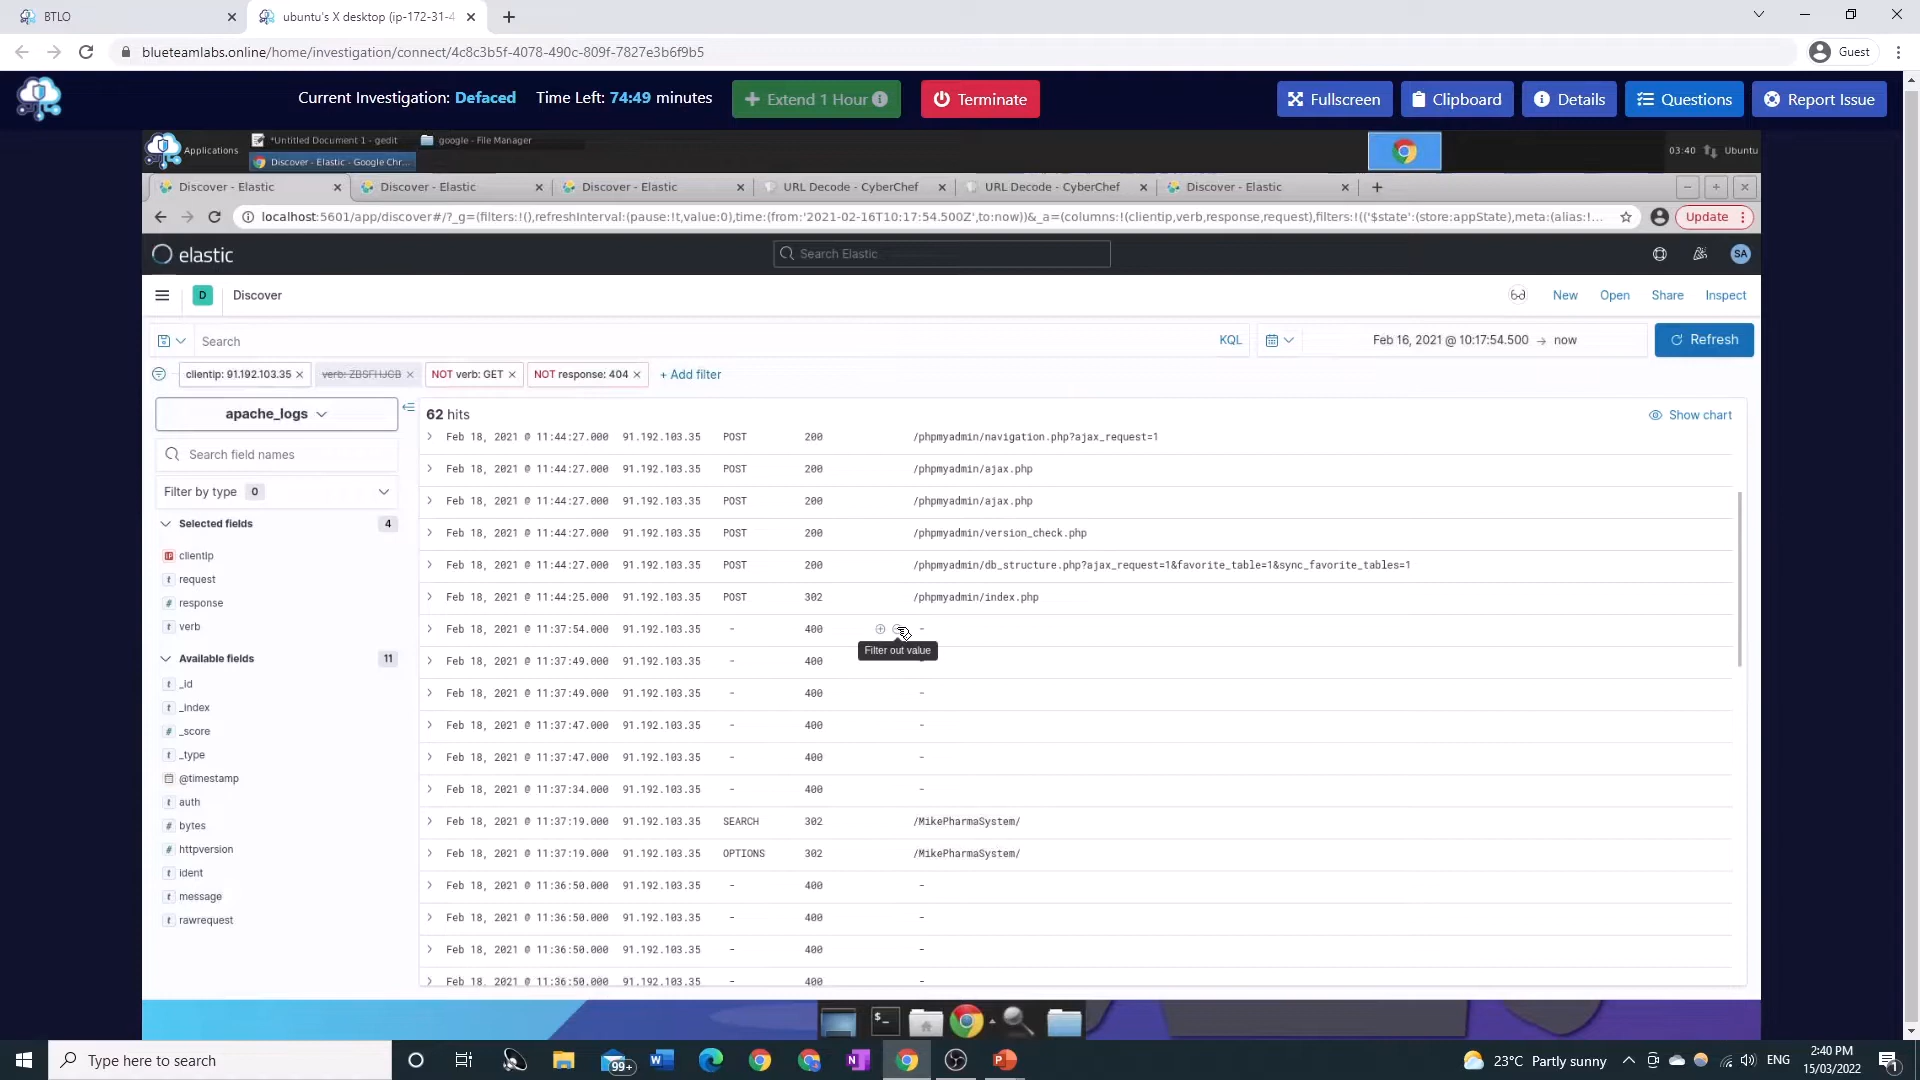 BTLO
ubuntu's X desktop (ip-172-31-4
blueteamlabs.online/home/investigation/connect/4c8c3b5f-4078-490c-809f-7827e3b6f9b5
Guest
Current Investigation: Defaced Time Left: 74:49 minutes
Extend 1 Hour
Terminate
Fullscreen
Clipboard
Details
Questions
Report Issue
Applications
*Untitled Document 1 - gedit
google - File Manager
Discover - Elastic - Google Chr...
03:40
Ubuntu
Discover - Elastic
Discover - Elastic
Discover - Elastic
URL Decode - CyberChef
URL Decode - CyberChef
Discover - Elastic
localhost:5601/app/discover#/?_g=(filters:!(),refreshInterval:(pause:!t,value:0),time:(from:'2021-02-16T10:17:54.500Z',to:now))&_a=(columns:!(clientip,verb,response,request),filters:!(('$state':(store:appState),meta:(alias:!...
Update
elastic
Search Elastic
SA
D
Discover
New
Open
Share
Inspect
Search
KQL
Feb 16, 2021 @ 10:17:54.500 → now
Refresh
clientip: 91.192.103.35 ×
NOT verb: GET ×
NOT response: 404 ×
+ Add filter
apache_logs
62 hits
Show chart
Search field names
Filter by type 0
Selected fields 4
clientip
request
response
verb
Available fields 11
_id
_index
_score
_type
@timestamp
auth
bytes
httpversion
ident
message
rawrequest
Feb 18, 2021 @ 11:44:27.000 91.192.103.35 POST 200 /phpmyadmin/navigation.php?ajax_request=1
Feb 18, 2021 @ 11:44:27.000 91.192.103.35 POST 200 /phpmyadmin/ajax.php
Feb 18, 2021 @ 11:44:27.000 91.192.103.35 POST 200 /phpmyadmin/ajax.php
Feb 18, 2021 @ 11:44:27.000 91.192.103.35 POST 200 /phpmyadmin/version_check.php
Feb 18, 2021 @ 11:44:27.000 91.192.103.35 POST 200 /phpmyadmin/db_structure.php?ajax_request=1&favorite_table=1&sync_favorite_tables=1
Feb 18, 2021 @ 11:44:25.000 91.192.103.35 POST 302 /phpmyadmin/index.php
Feb 18, 2021 @ 11:37:54.000 91.192.103.35 - 400 -
Filter out value
Feb 18, 2021 @ 11:37:49.000 91.192.103.35 - 400
Feb 18, 2021 @ 11:37:49.000 91.192.103.35 - 400 -
Feb 18, 2021 @ 11:37:47.000 91.192.103.35 - 400 -
Feb 18, 2021 @ 11:37:47.000 91.192.103.35 - 400 -
Feb 18, 2021 @ 11:37:34.000 91.192.103.35 - 400 -
Feb 18, 2021 @ 11:37:19.000 91.192.103.35 SEARCH 302 /MikePharmaSystem/
Feb 18, 2021 @ 11:37:19.000 91.192.103.35 OPTIONS 302 /MikePharmaSystem/
Feb 18, 2021 @ 11:36:50.000 91.192.103.35 - 400 -
Feb 18, 2021 @ 11:36:50.000 91.192.103.35 - 400 -
Feb 18, 2021 @ 11:36:50.000 91.192.103.35 - 400 -
Feb 18, 2021 @ 11:36:50.000 91.192.103.35 - 400 -
Type here to search
99+
23°C Partly sunny
ENG
2:40 PM
15/03/2022
1